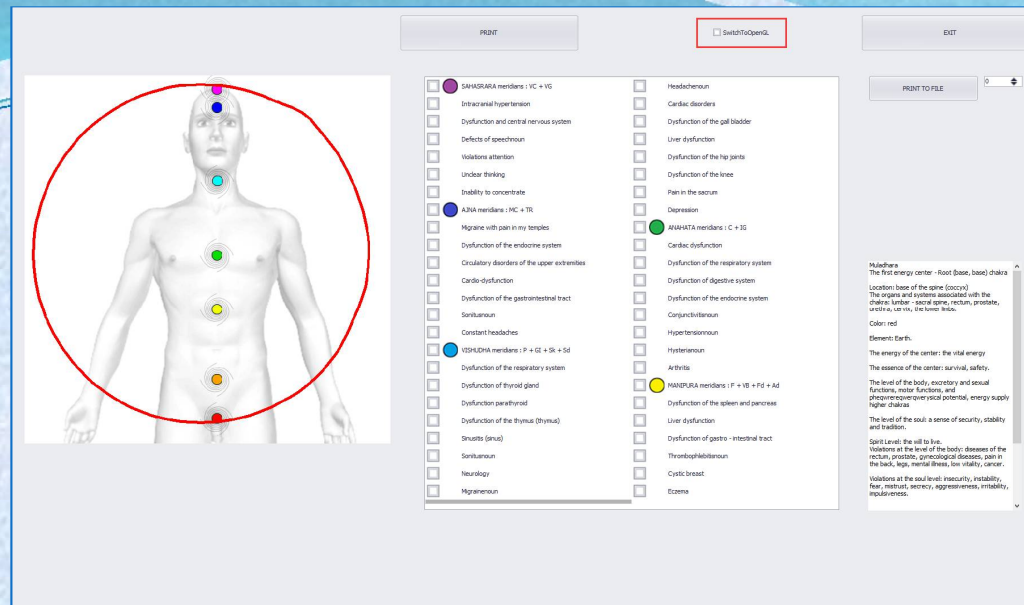 PRINT
SwitchToOpenGL
EXIT
PRINT TO FILE
0
SAHASRARA meridians : VC + VG
Intracranial hypertension
Dysfunction and central nervous system
Defects of speechnoun
Violations attention
Unclear thinking
Inability to concentrate
AJNA meridians : MC + TR
Migraine with pain in my temples
Dysfunction of the endocrine system
Circulatory disorders of the upper extremities
Cardio-dysfunction
Dysfunction of the gastrointestinal tract
Sonitusnoun
Constant headaches
VISHUDHA meridians : P + GI + Sk + Sd
Dysfunction of the respiratory system
Dysfunction of thyroid gland
Dysfunction parathyroid
Dysfunction of the thymus (thymus)
Sinusitis (sinus)
Sonitusnoun
Neurology
Migrainenoun
Headachenoun
Cardiac disorders
Dysfunction of the gall bladder
Liver dysfunction
Dysfunction of the hip joints
Dysfunction of the knee
Pain in the sacrum
Depression
ANAHATA meridians : C + IG
Cardiac dysfunction
Dysfunction of the respiratory system
Dysfunction of digestive system
Dysfunction of the endocrine system
Conjunctivitisnoun
Hypertensionnoun
Hysterianoun
Arthritis
MANIPURA meridians : F + VB + Fd + Ad
Dysfunction of the spleen and pancreas
Liver dysfunction
Dysfunction of gastro - intestinal tract
Thrombophlebitisnoun
Cystic breast
Eczema
Muladhara
The first energy center - Root (base, base) chakra
Location: base of the spine (coccyx)
The organs and systems associated with the
chakra: lumbar - sacral spine, rectum, prostate,
urethra, cervix, the lower limbs.
Color: red
Element: Earth.
The energy of the center: the vital energy
The essence of the center: survival, safety.
The level of the body, excretory and sexual
functions, motor functions, and
pheqwrereqwerqwerysical potential, energy supply
higher chakras
The level of the soul: a sense of security, stability
and tradition.
Spirit Level: the will to live.
Violations at the level of the body: diseases of the
rectum, prostate, gynecological diseases, pain in
the back, legs, mental illness, low vitality, cancer.
Violations at the soul level: insecurity, instability,
fear, mistrust, secrecy, aggressiveness, irritability,
impulsiveness.